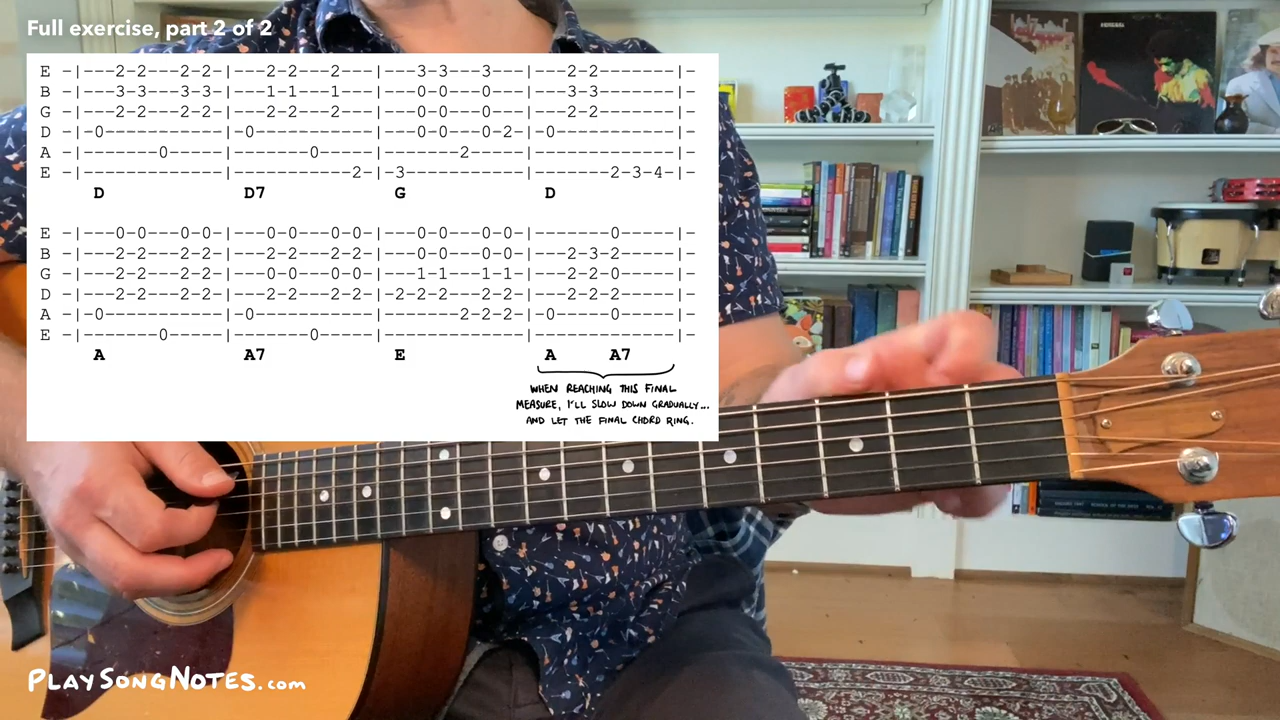 Full exercise, part 2 of 2
E -|---2-2---2-2-|---2-2---2---|---3-3---3---|---2-2-------|-
B -|---3-3---3-3-|---1-1---1---|---0-0---0---|---3-3-------|-
G -|---2-2---2-2-|---2-2---2---|---0-0---0---|---2-2-------|-
D -|-0-----------|-0-----------|---0-0---0-2-|-0-----------|-
A -|-------0-----|-------0-----|-------2-----|-------------|-
E -|-------------|-----------2-|-3-----------|-------2-3-4-|-
D D7 G D
E -|---0-0---0-0-|---0-0---0-0-|---0-0---0-0-|-------0-----|-
B -|---2-2---2-2-|---2-2---2-2-|---0-0---0-0-|---2-3-2-----|-
G -|---2-2---2-2-|---0-0---0-0-|---1-1---1-1-|---2-2-0-----|-
D -|---2-2---2-2-|---2-2---2-2-|-2-2-2---2-2-|---2-2-2-----|-
A -|-0-----------|-0-----------|-------2-2-2-|-0-----0-----|-
E -|-------0-----|-------0-----|-------------|-------------|-
A A7 E A A7
WHEN REACHING THIS FINAL
MEASURE, I'LL SLOW DOWN GRADUALLY...
AND LET THE FINAL CHORD RING.
PLAYSONGNOTES.COM